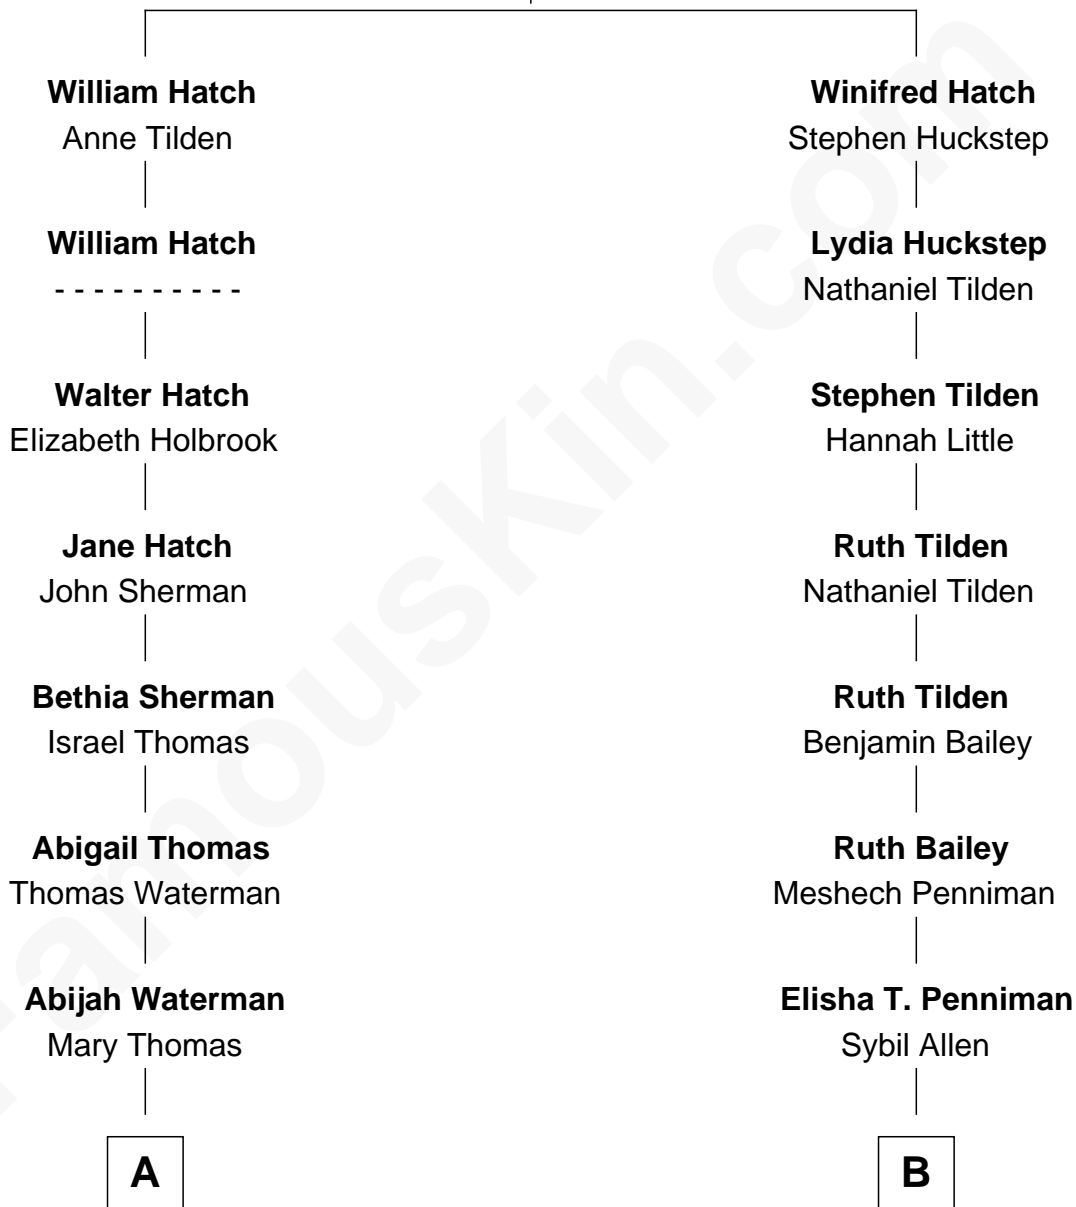 William Hatch
Anne Tilden
William Hatch
- - - - - - - - - -
Walter Hatch
Elizabeth Holbrook
Jane Hatch
John Sherman
Bethia Sherman
Israel Thomas
Abigail Thomas
Thomas Waterman
Abijah Waterman
Mary Thomas
A
Winifred Hatch
Stephen Huckstep
Lydia Huckstep
Nathaniel Tilden
Stephen Tilden
Hannah Little
Ruth Tilden
Nathaniel Tilden
Ruth Tilden
Benjamin Bailey
Ruth Bailey
Meshech Penniman
Elisha T. Penniman
Sybil Allen
B
FamousKin.com